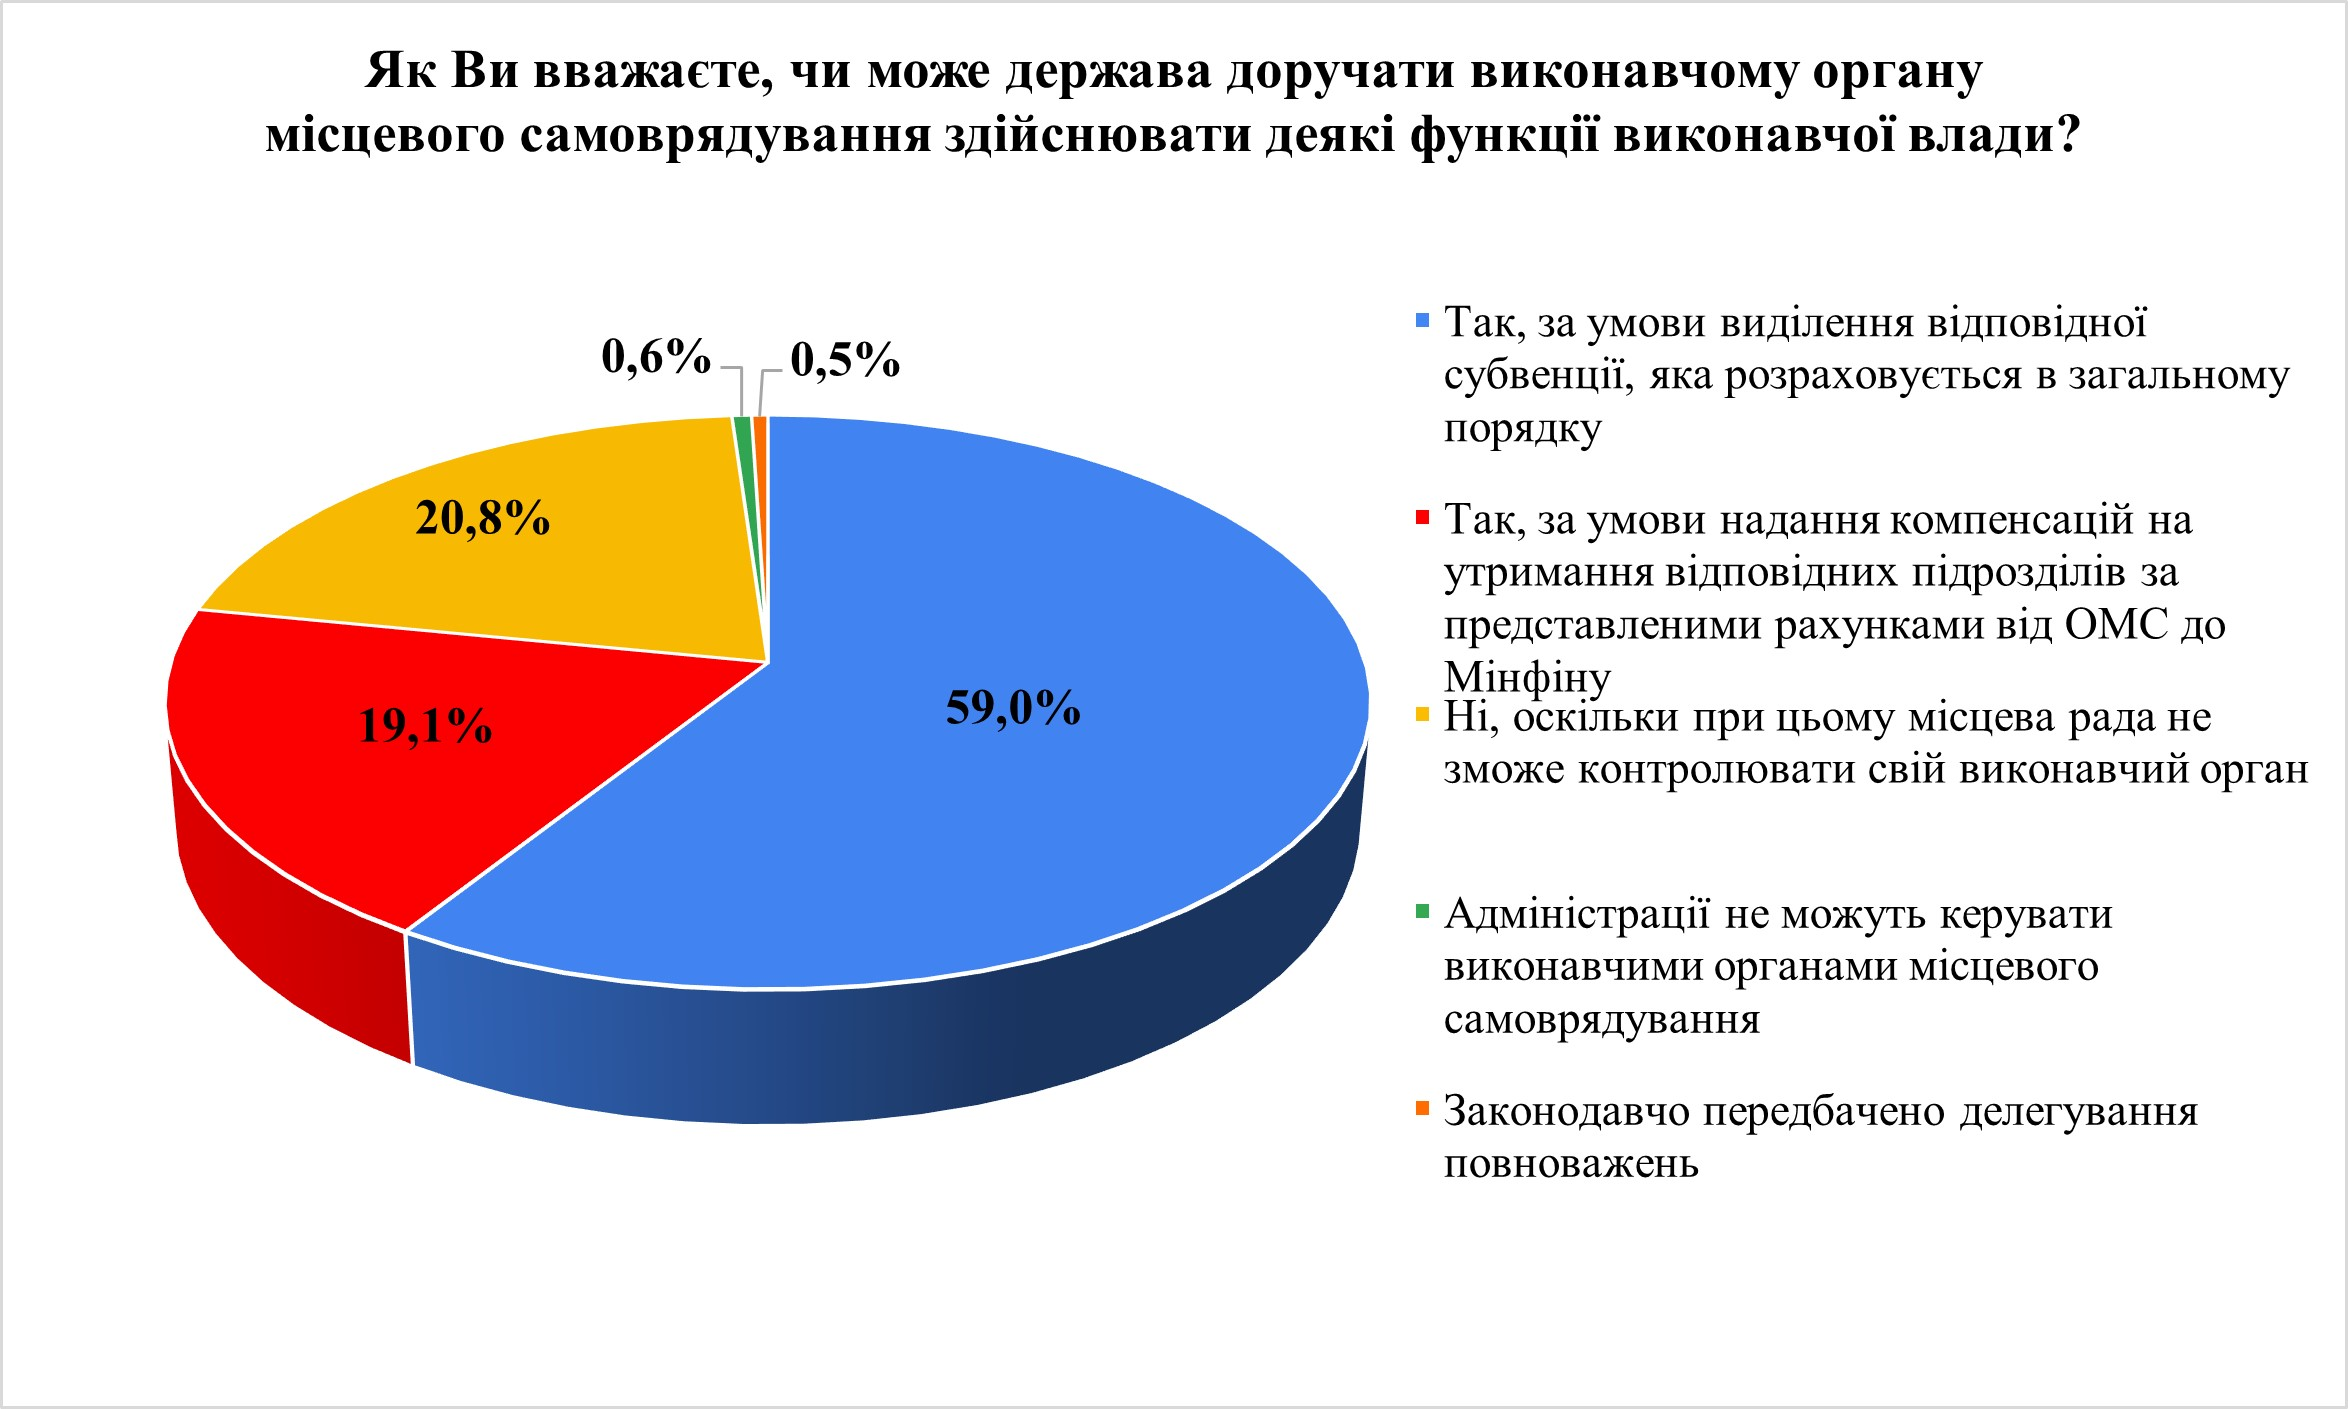 Як Ви вважаєте, чи може держава доручати виконавчому органу
місцевого самоврядування здійснювати деякі функції виконавчої влади?
0,6%
0,5%
20,8%
19,1%
59,0%
Так, за умови виділення відповідної
субвенції, яка розраховується в загальному
порядку
Так, за умови надання компенсацій на
утримання відповідних підрозділів за
представленими рахунками від ОМС до
Мінфіну
Ні, оскільки при цьому місцева рада не
зможе контролювати свій виконавчий орган
Адміністрації не можуть керувати
виконавчими органами місцевого
самоврядування
Законодавчо передбачено делегування
повноважень